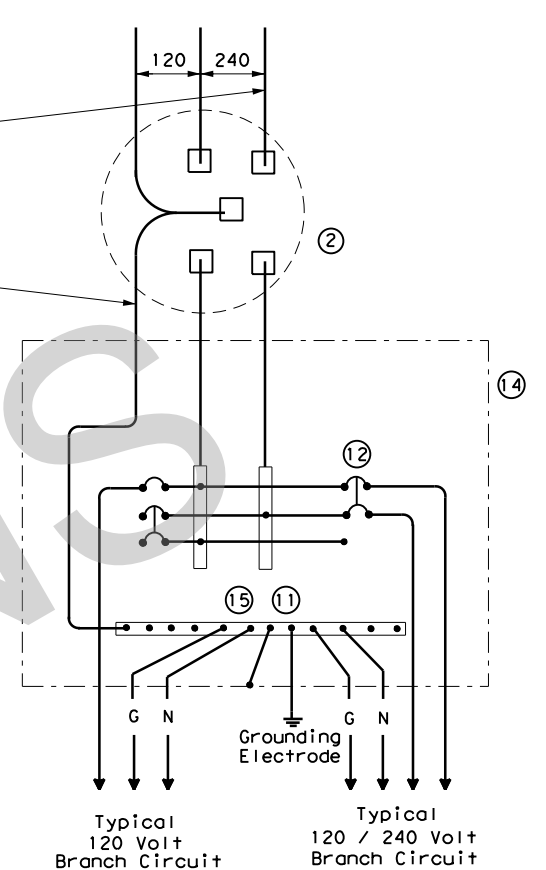 120 240
2
14
12
15 11
G N
G N
Grounding
Electrode
Typical
120 Volt
Branch Circuit
Typical
120 / 240 Volt
Branch Circuit